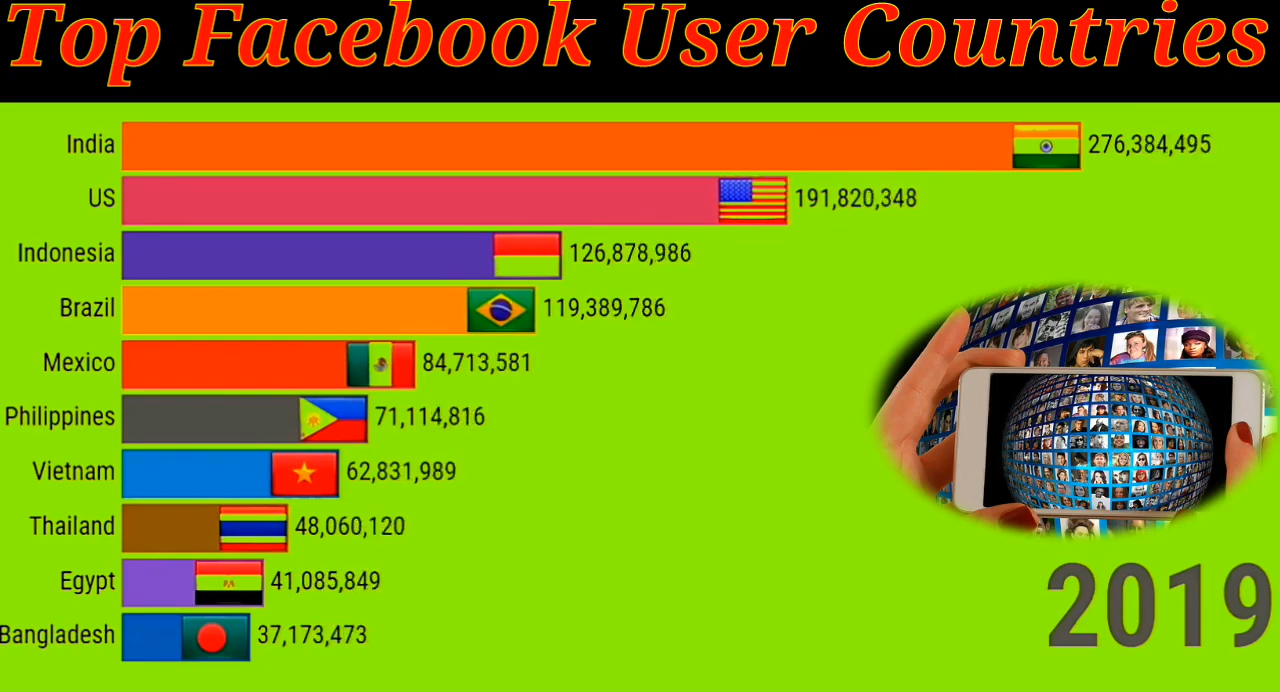 Top Facebook User Countries
India 276,384,495
US 191,820,348
Indonesia 126,878,986
Brazil 119,389,786
Mexico 84,713,581
Philippines 71,114,816
Vietnam 62,831,989
Thailand 48,060,120
Egypt 41,085,849
Bangladesh 37,173,473
2019